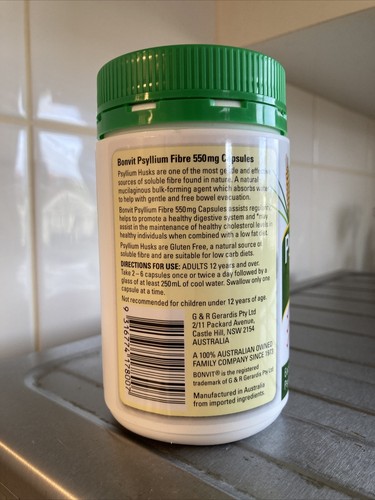 Bonvit Psyllium Fibre 550mg Capsules
Psyllium Husks are one of the most gentle and effective
sources of soluble fibre found in nature. A natural
mucilaginous bulk-forming agent which absorbs water
to help with gentle and free bowel evacuation.
Bonvit Psyllium Fibre 550mg Capsules assists regularity,
helps to promote a healthy digestive system and *may
assist in the maintenance of healthy cholesterol levels in
healthy individuals when combined with a low fat diet.
Psyllium Husks are Gluten Free, a natural source of
soluble fibre and are suitable for low carb diets.
DIRECTIONS FOR USE: ADULTS 12 years and over.
Take 2-6 capsules once or twice a day followed by a
glass of at least 250mL of cool water. Swallow only one
capsule at a time.
Not recommended for children under 12 years of age.
G & R Gerardis Pty Ltd
2/11 Packard Avenue,
Castle Hill, NSW 2154
AUSTRALIA
A 100% AUSTRALIAN OWNED
FAMILY COMPANY SINCE 1978
BONVIT® is the registered
trademark of G & R Gerardis Pty Ltd
Manufactured in Australia
from imported ingredients.